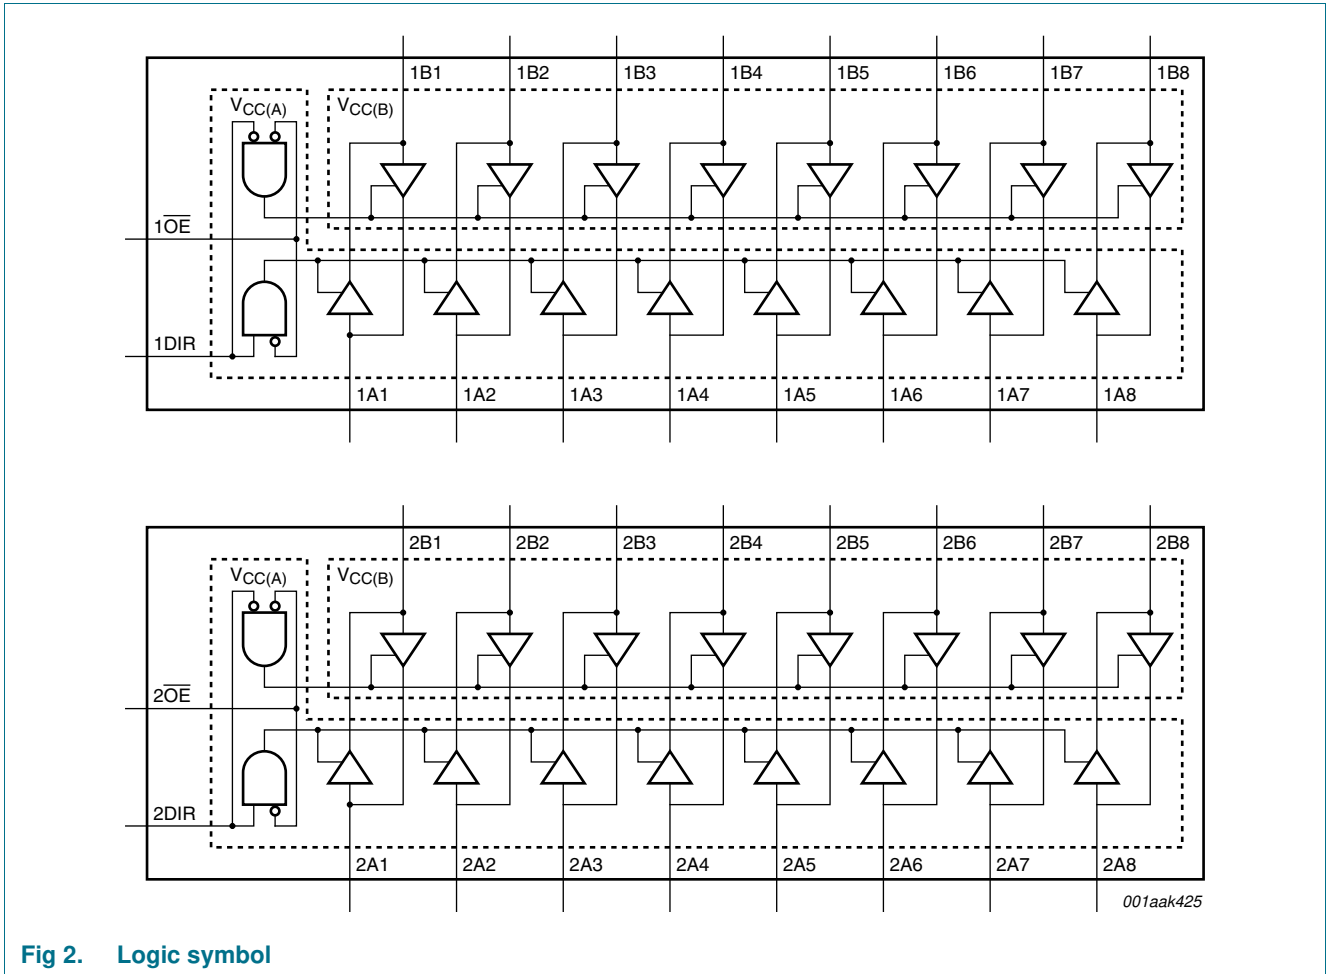 1B1 1B2 1B3 1B4 1B5 1B6 1B7 1B8
VCC(A) VCC(B)
1O̅E̅
1DIR
1A1 1A2 1A3 1A4 1A5 1A6 1A7 1A8
2B1 2B2 2B3 2B4 2B5 2B6 2B7 2B8
VCC(A) VCC(B)
2O̅E̅
2DIR
2A1 2A2 2A3 2A4 2A5 2A6 2A7 2A8
001aak425
Fig 2. Logic symbol